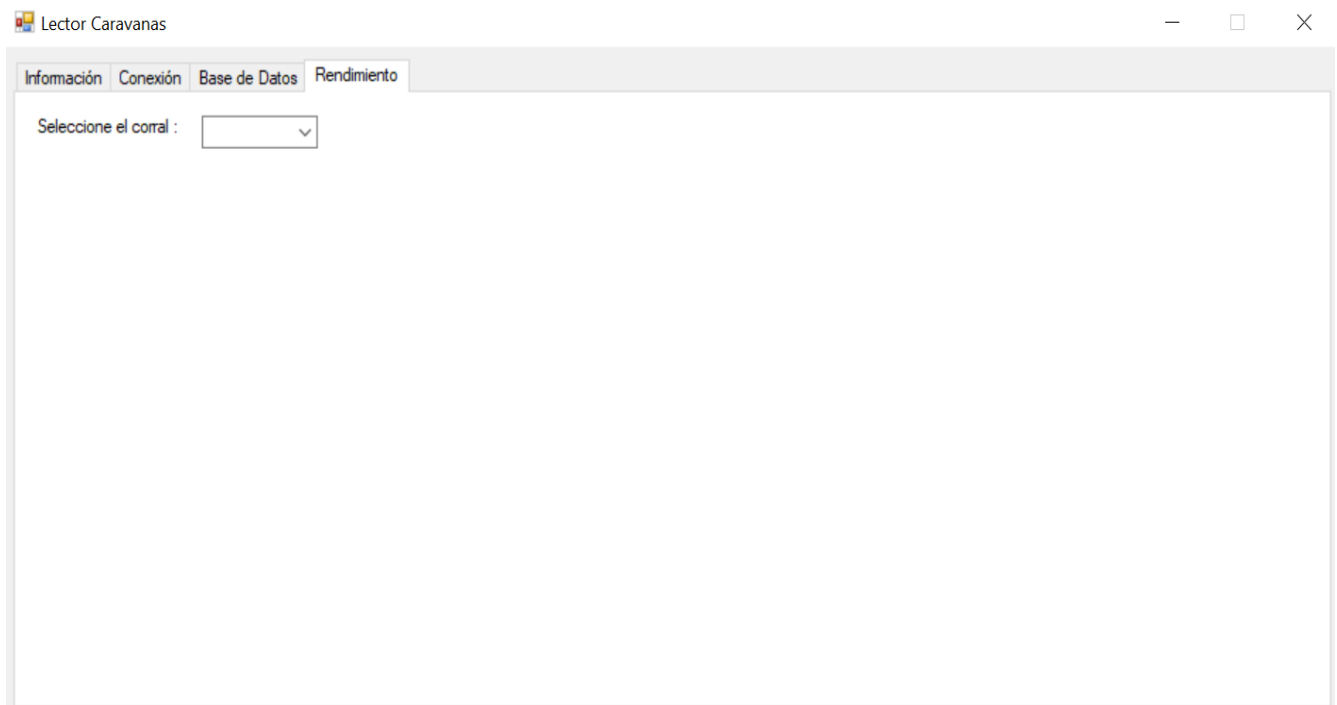 Lector Caravanas
Información Conexión Base de Datos Rendimiento
Seleccione el corral :